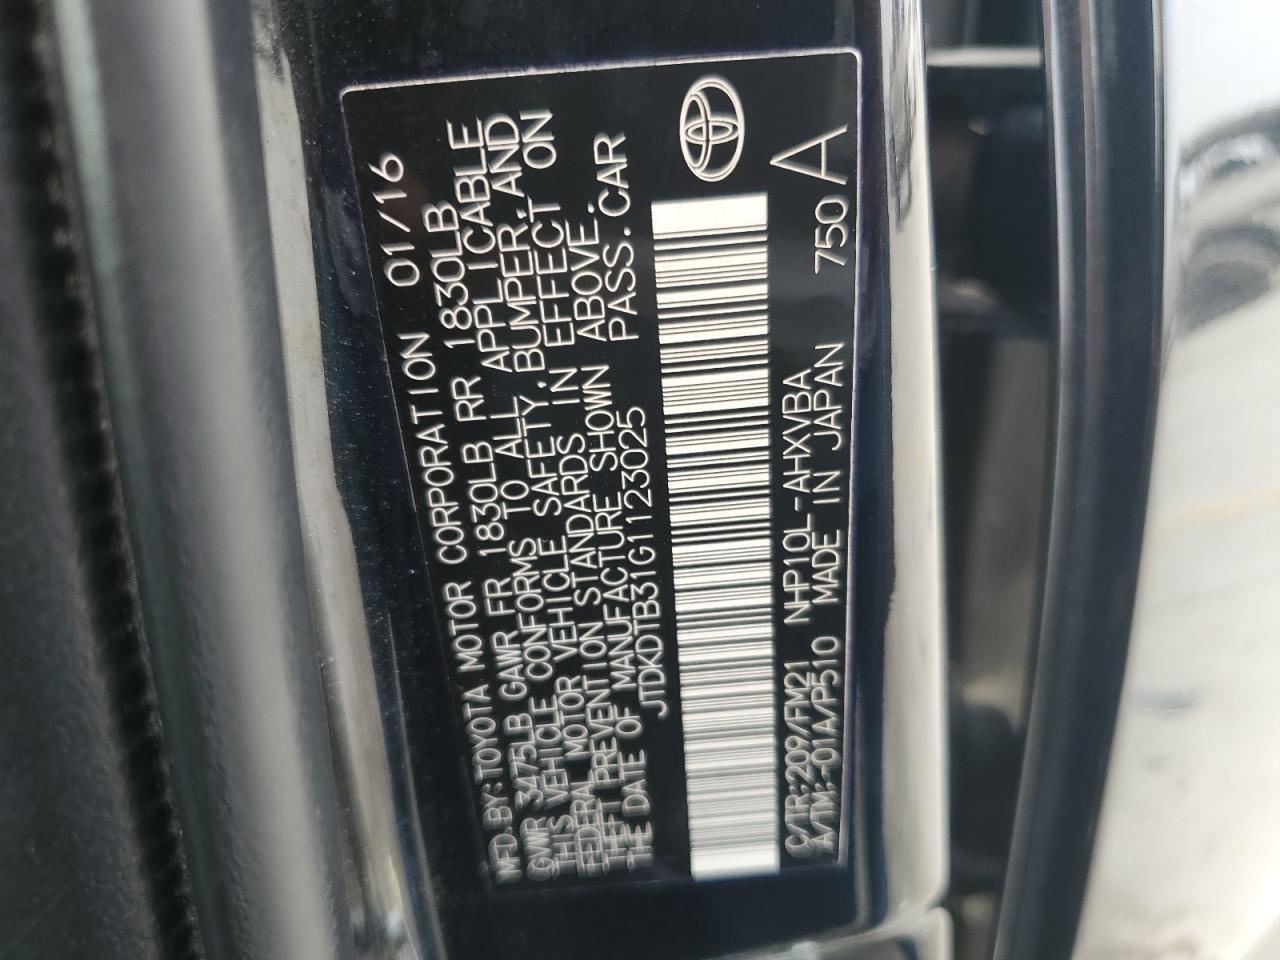 MFD. BY: TOYOTA MOTOR CORPORATION 01/16
GVWR 3475LB GAWR FR 1830LB RR 1830LB
THIS VEHICLE CONFORMS TO ALL APPLICABLE
FEDERAL MOTOR VEHICLE SAFETY, BUMPER, AND
THEFT PREVENTION STANDARDS IN EFFECT ON
THE DATE OF MANUFACTURE SHOWN ABOVE.
JTDKDTB31G1123025 PASS. CAR
C/TR: 209/FM21 NHP10L-AHXVBA 750 A
A/TM: -01A/P510 MADE IN JAPAN